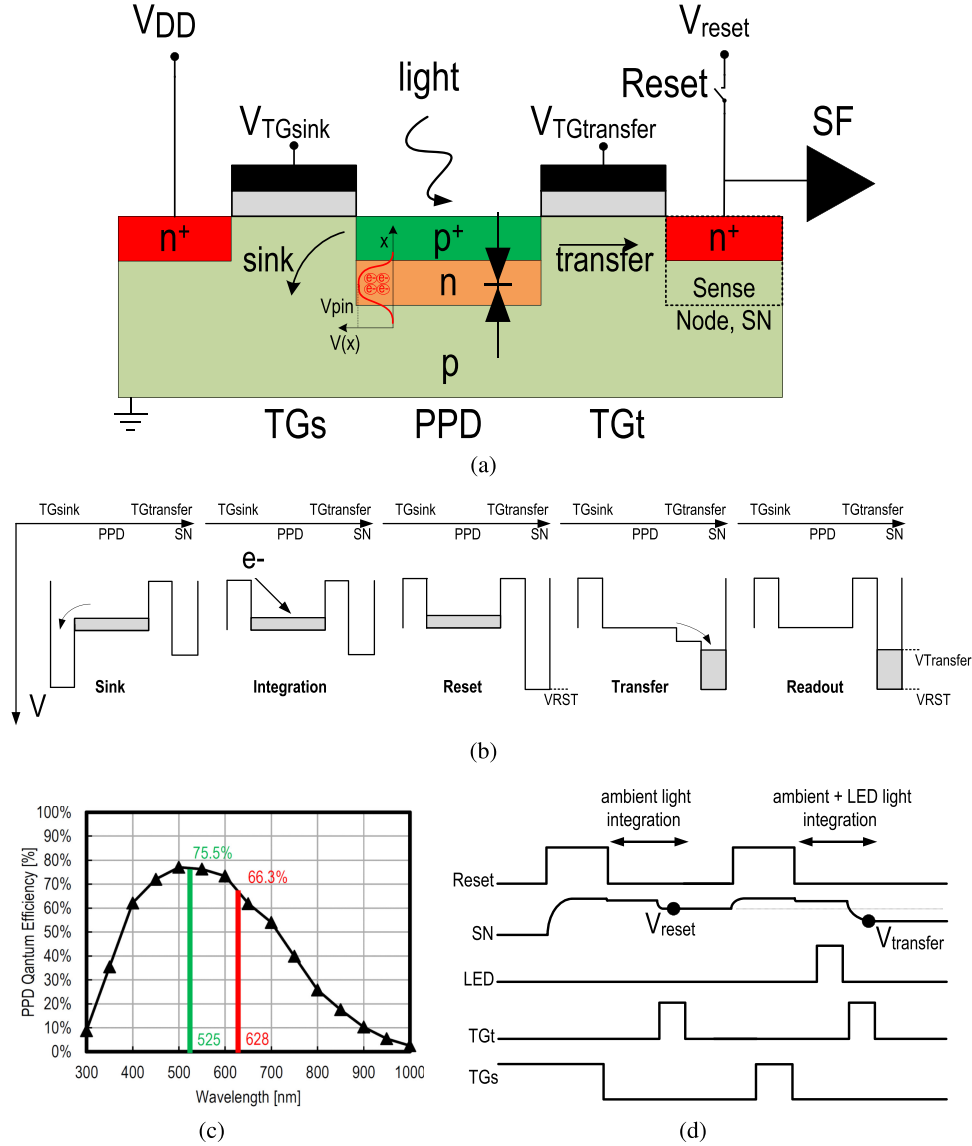 VDD
Vreset
light
Reset
VTGsink
VTGtransfer
SF
n+
p+
n+
x
sink
transfer
e- e-
e- e-
n
Sense
Node, SN
Vpin
V(x)
p
TGs
PPD
TGt
(a)
TGsink TGtransfer TGsink TGtransfer TGsink TGtransfer TGsink TGtransfer TGsink TGtransfer
PPD SN PPD SN PPD SN PPD SN PPD SN
e-
VTransfer
Sink Integration Reset Transfer Readout
V
VRST
VRST
(b)
100%
90%
80%
70%
60%
50%
40%
30%
20%
10%
0%
PPD Qantum Efficiency [%]
75.5%
66.3%
525
628
300 400 500 600 700 800 900 1000
Wavelength [nm]
(c)
ambient light
integration
ambient + LED light
integration
Reset
SN
Vreset
Vtransfer
LED
TGt
TGs
(d)